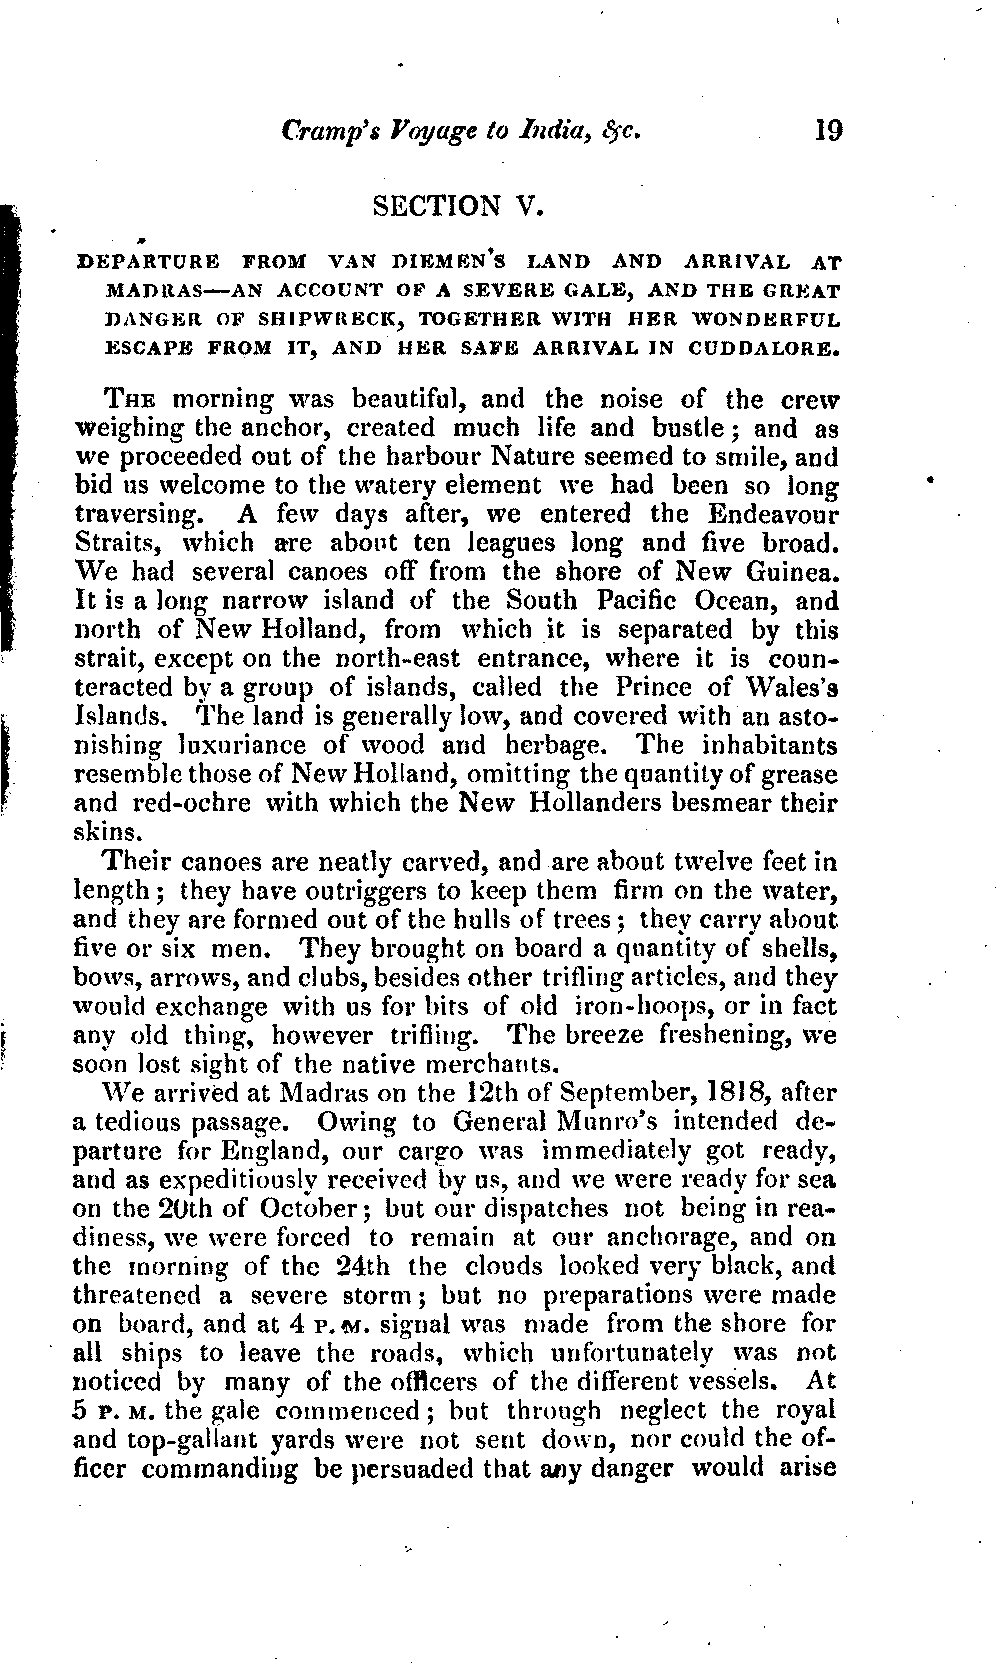 Cramp's Voyage to India, &c. 19
SECTION V.
DEPARTURE FROM VAN DIEMEN'S LAND AND ARRIVAL AT
MADRAS—AN ACCOUNT OF A SEVERE GALE, AND THE GREAT
DANGER OF SHIPWRECK, TOGETHER WITH HER WONDERFUL
ESCAPE FROM IT, AND HER SAFE ARRIVAL IN CUDDALORE.
THE morning was beautiful, and the noise of the crew
weighing the anchor, created much life and bustle; and as
we proceeded out of the harbour Nature seemed to smile, and
bid us welcome to the watery element we had been so long
traversing. A few days after, we entered the Endeavour
Straits, which are about ten leagues long and five broad.
We had several canoes off from the shore of New Guinea.
It is a long narrow island of the South Pacific Ocean, and
north of New Holland, from which it is separated by this
strait, except on the north-east entrance, where it is coun-
teracted by a group of islands, called the Prince of Wales's
Islands. The land is generally low, and covered with an asto-
nishing luxuriance of wood and herbage. The inhabitants
resemble those of New Holland, omitting the quantity of grease
and red-ochre with which the New Hollanders besmear their
skins.
Their canoes are neatly carved, and are about twelve feet in
length; they have outriggers to keep them firm on the water,
and they are formed out of the hulls of trees; they carry about
five or six men. They brought on board a quantity of shells,
bows, arrows, and clubs, besides other trifling articles, and they
would exchange with us for bits of old iron-hoops, or in fact
any old thing, however trifling. The breeze freshening, we
soon lost sight of the native merchants.
We arrived at Madras on the 12th of September, 1818, after
a tedious passage. Owing to General Munro's intended de-
parture for England, our cargo was immediately got ready,
and as expeditiously received by us, and we were ready for sea
on the 20th of October; but our dispatches not being in rea-
diness, we were forced to remain at our anchorage, and on
the morning of the 24th the clouds looked very black, and
threatened a severe storm; but no preparations were made
on board, and at 4 P. M. signal was made from the shore for
all ships to leave the roads, which unfortunately was not
noticed by many of the officers of the different vessels. At
5 P. M. the gale commenced; but through neglect the royal
and top-gallant yards were not sent down, nor could the of-
ficer commanding be persuaded that any danger would arise